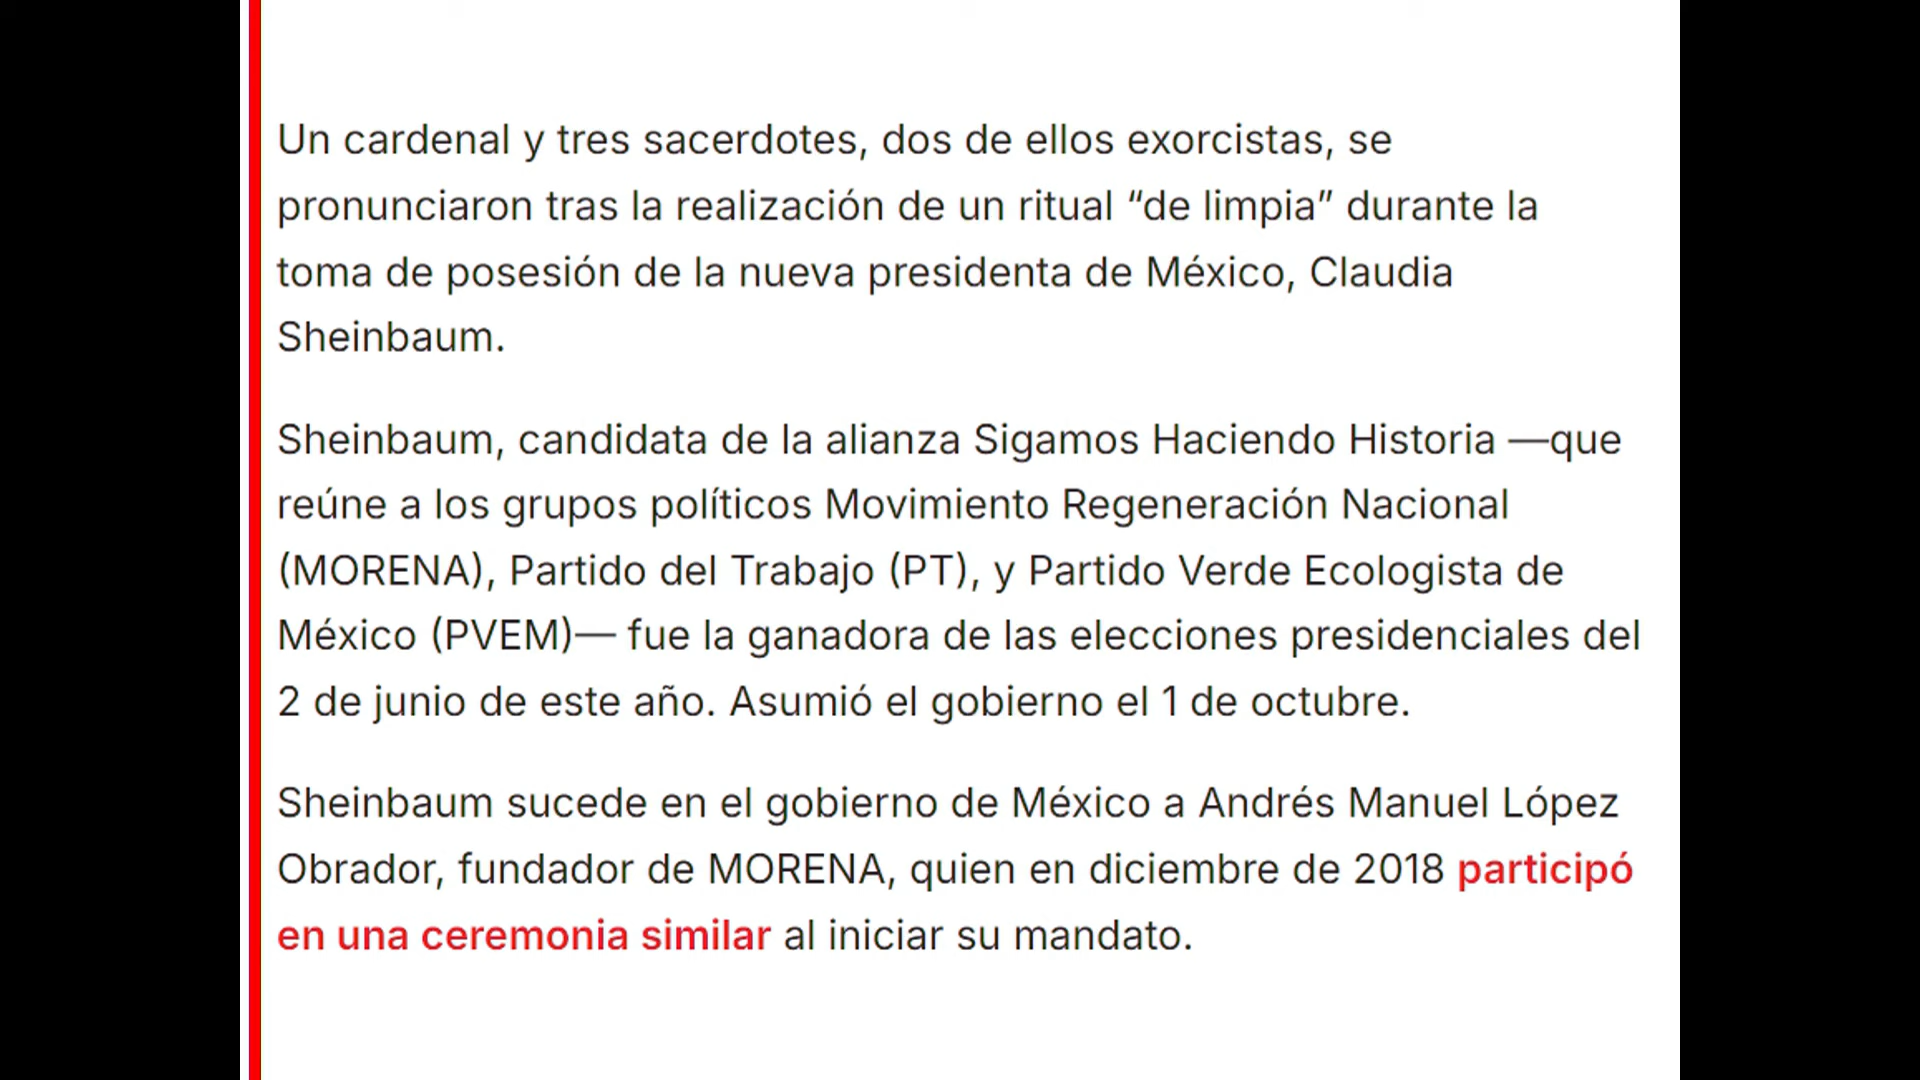 Un cardenal y tres sacerdotes, dos de ellos exorcistas, se
pronunciaron tras la realización de un ritual “de limpia” durante la
toma de posesión de la nueva presidenta de México, Claudia
Sheinbaum.
Sheinbaum, candidata de la alianza Sigamos Haciendo Historia —que
reúne a los grupos políticos Movimiento Regeneración Nacional
(MORENA), Partido del Trabajo (PT), y Partido Verde Ecologista de
México (PVEM)— fue la ganadora de las elecciones presidenciales del
2 de junio de este año. Asumió el gobierno el 1 de octubre.
Sheinbaum sucede en el gobierno de México a Andrés Manuel López
Obrador, fundador de MORENA, quien en diciembre de 2018 participó
en una ceremonia similar al iniciar su mandato.